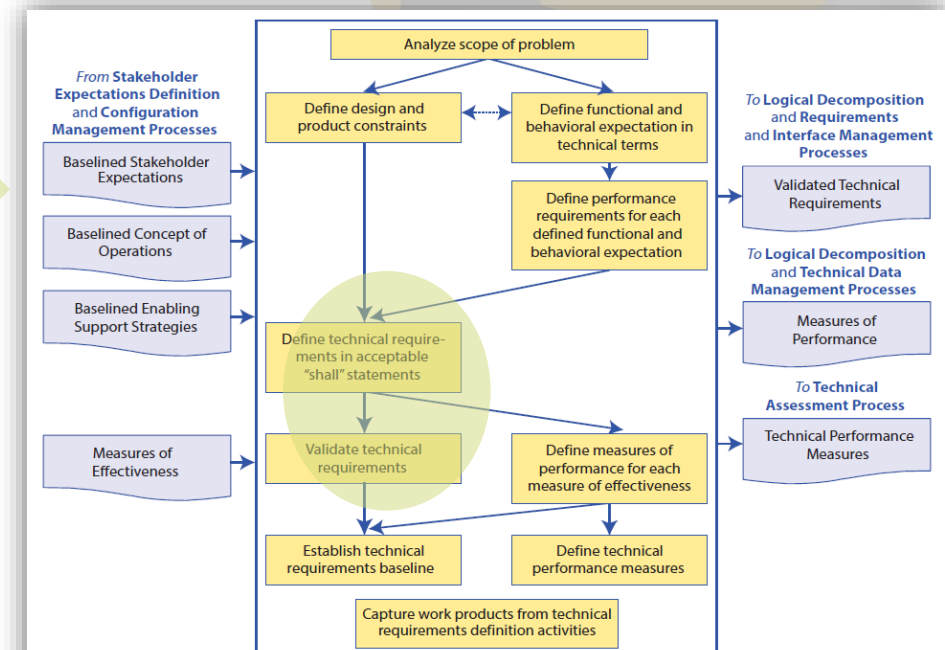 Analyze scope of problem
From Stakeholder
Expectations Definition
and Configuration
Management Processes
Baselined Stakeholder
Expectations
Baselined Concept of
Operations
Baselined Enabling
Support Strategies
Measures of
Effectiveness
Define design and
product constraints
Define functional and
behavioral expectation in
technical terms
Define performance
requirements for each
defined functional and
behavioral expectation
Define technical require-
ments in acceptable
“shall” statements
Validate technical
requirements
Define measures of
performance for each
measure of effectiveness
Establish technical
requirements baseline
Define technical
performance measures
Capture work products from technical
requirements definition activities
To Logical Decomposition
and Requirements
and Interface Management
Processes
Validated Technical
Requirements
To Logical Decomposition
and Technical Data
Management Processes
Measures of
Performance
To Technical
Assessment Process
Technical Performance
Measures